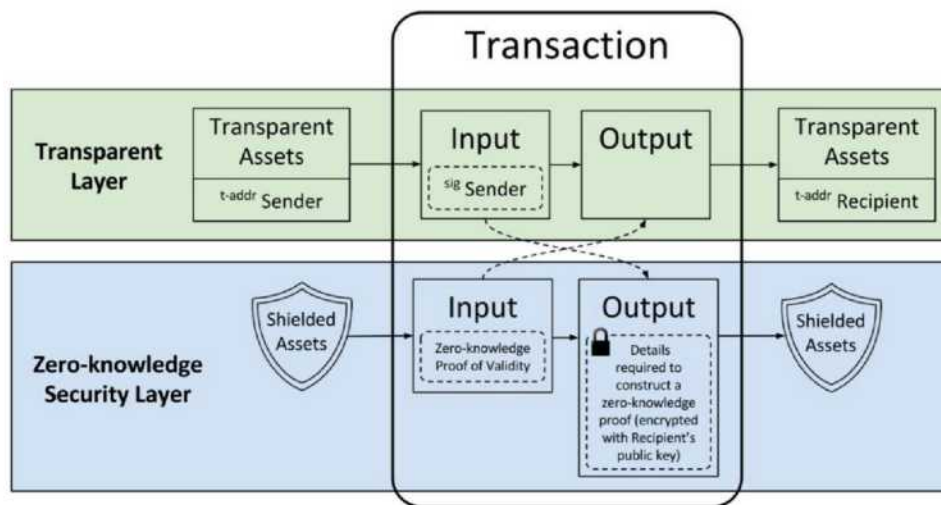 Transaction
Transparent
Layer
Transparent
Assets
t-addr Sender
Input
sig Sender
Output
Transparent
Assets
t-addr Recipient
Zero-knowledge
Security Layer
Shielded
Assets
Input
Zero-knowledge
Proof of Validity
Output
Details
required to
construct a
zero-knowledge
proof (encrypted
with Recipient's
public key)
Shielded
Assets